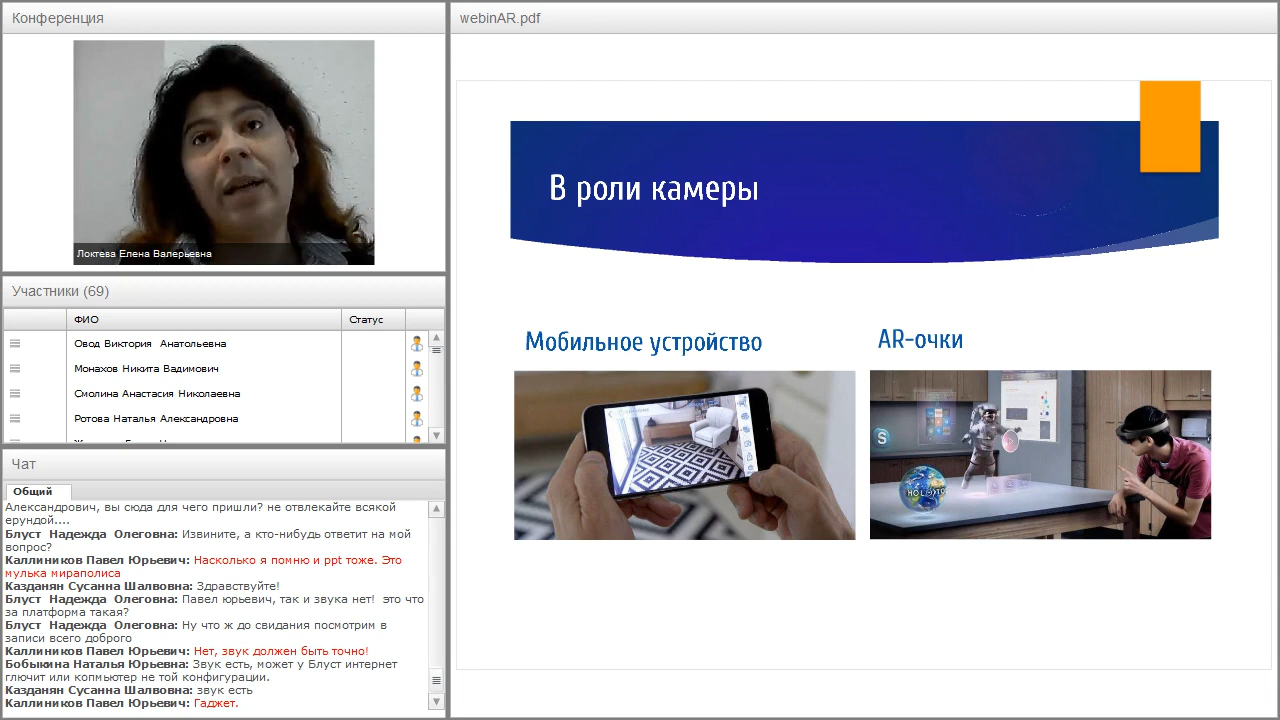 Конференция
Локтева Елена Валерьевна
Участники (69)
ФИО
Статус
Овод Виктория Анатольевна
Монахов Никита Вадимович
Смолина Анастасия Николаевна
Ротова Наталья Александровна
Чат
Общий
Александрович, вы сюда для чего пришли? не отвлекайте всякой
ерундой....
Блуст Надежда Олеговна: Извините, а кто-нибудь ответит на мой
вопрос?
Каллиников Павел Юрьевич: Насколько я помню и ppt тоже. Это
мулька мираполиса
Казданян Сусанна Шалвовна: Здравствуйте!
Блуст Надежда Олеговна: Павел юрьевич, так и звука нет! это что
за платформа такая?
Блуст Надежда Олеговна: Ну что ж до свидания посмотрим в
записи всего доброго
Каллиников Павел Юрьевич: Нет, звук должен быть точно!
Бобыкина Наталья Юрьевна: Звук есть, может у Блуст интернет
глючит или копмьютер не той конфигурации.
Казданян Сусанна Шалвовна: звук есть
Каллиников Павел Юрьевич: Гаджет.
webinAR.pdf
В роли камеры
Мобильное устройство
AR-очки